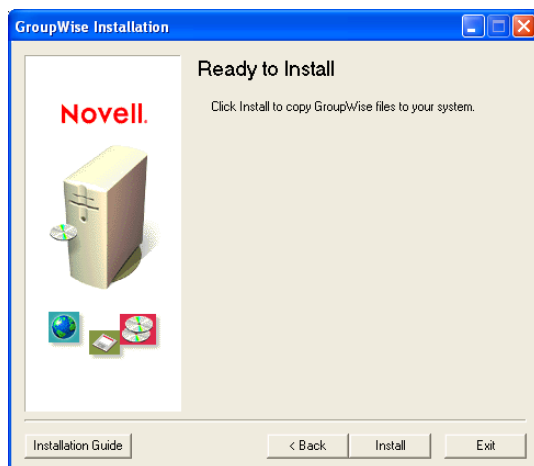 GroupWise Installation
Novell.
Ready to Install
Click Install to copy GroupWise files to your system.
Installation Guide
< Back
Install
Exit